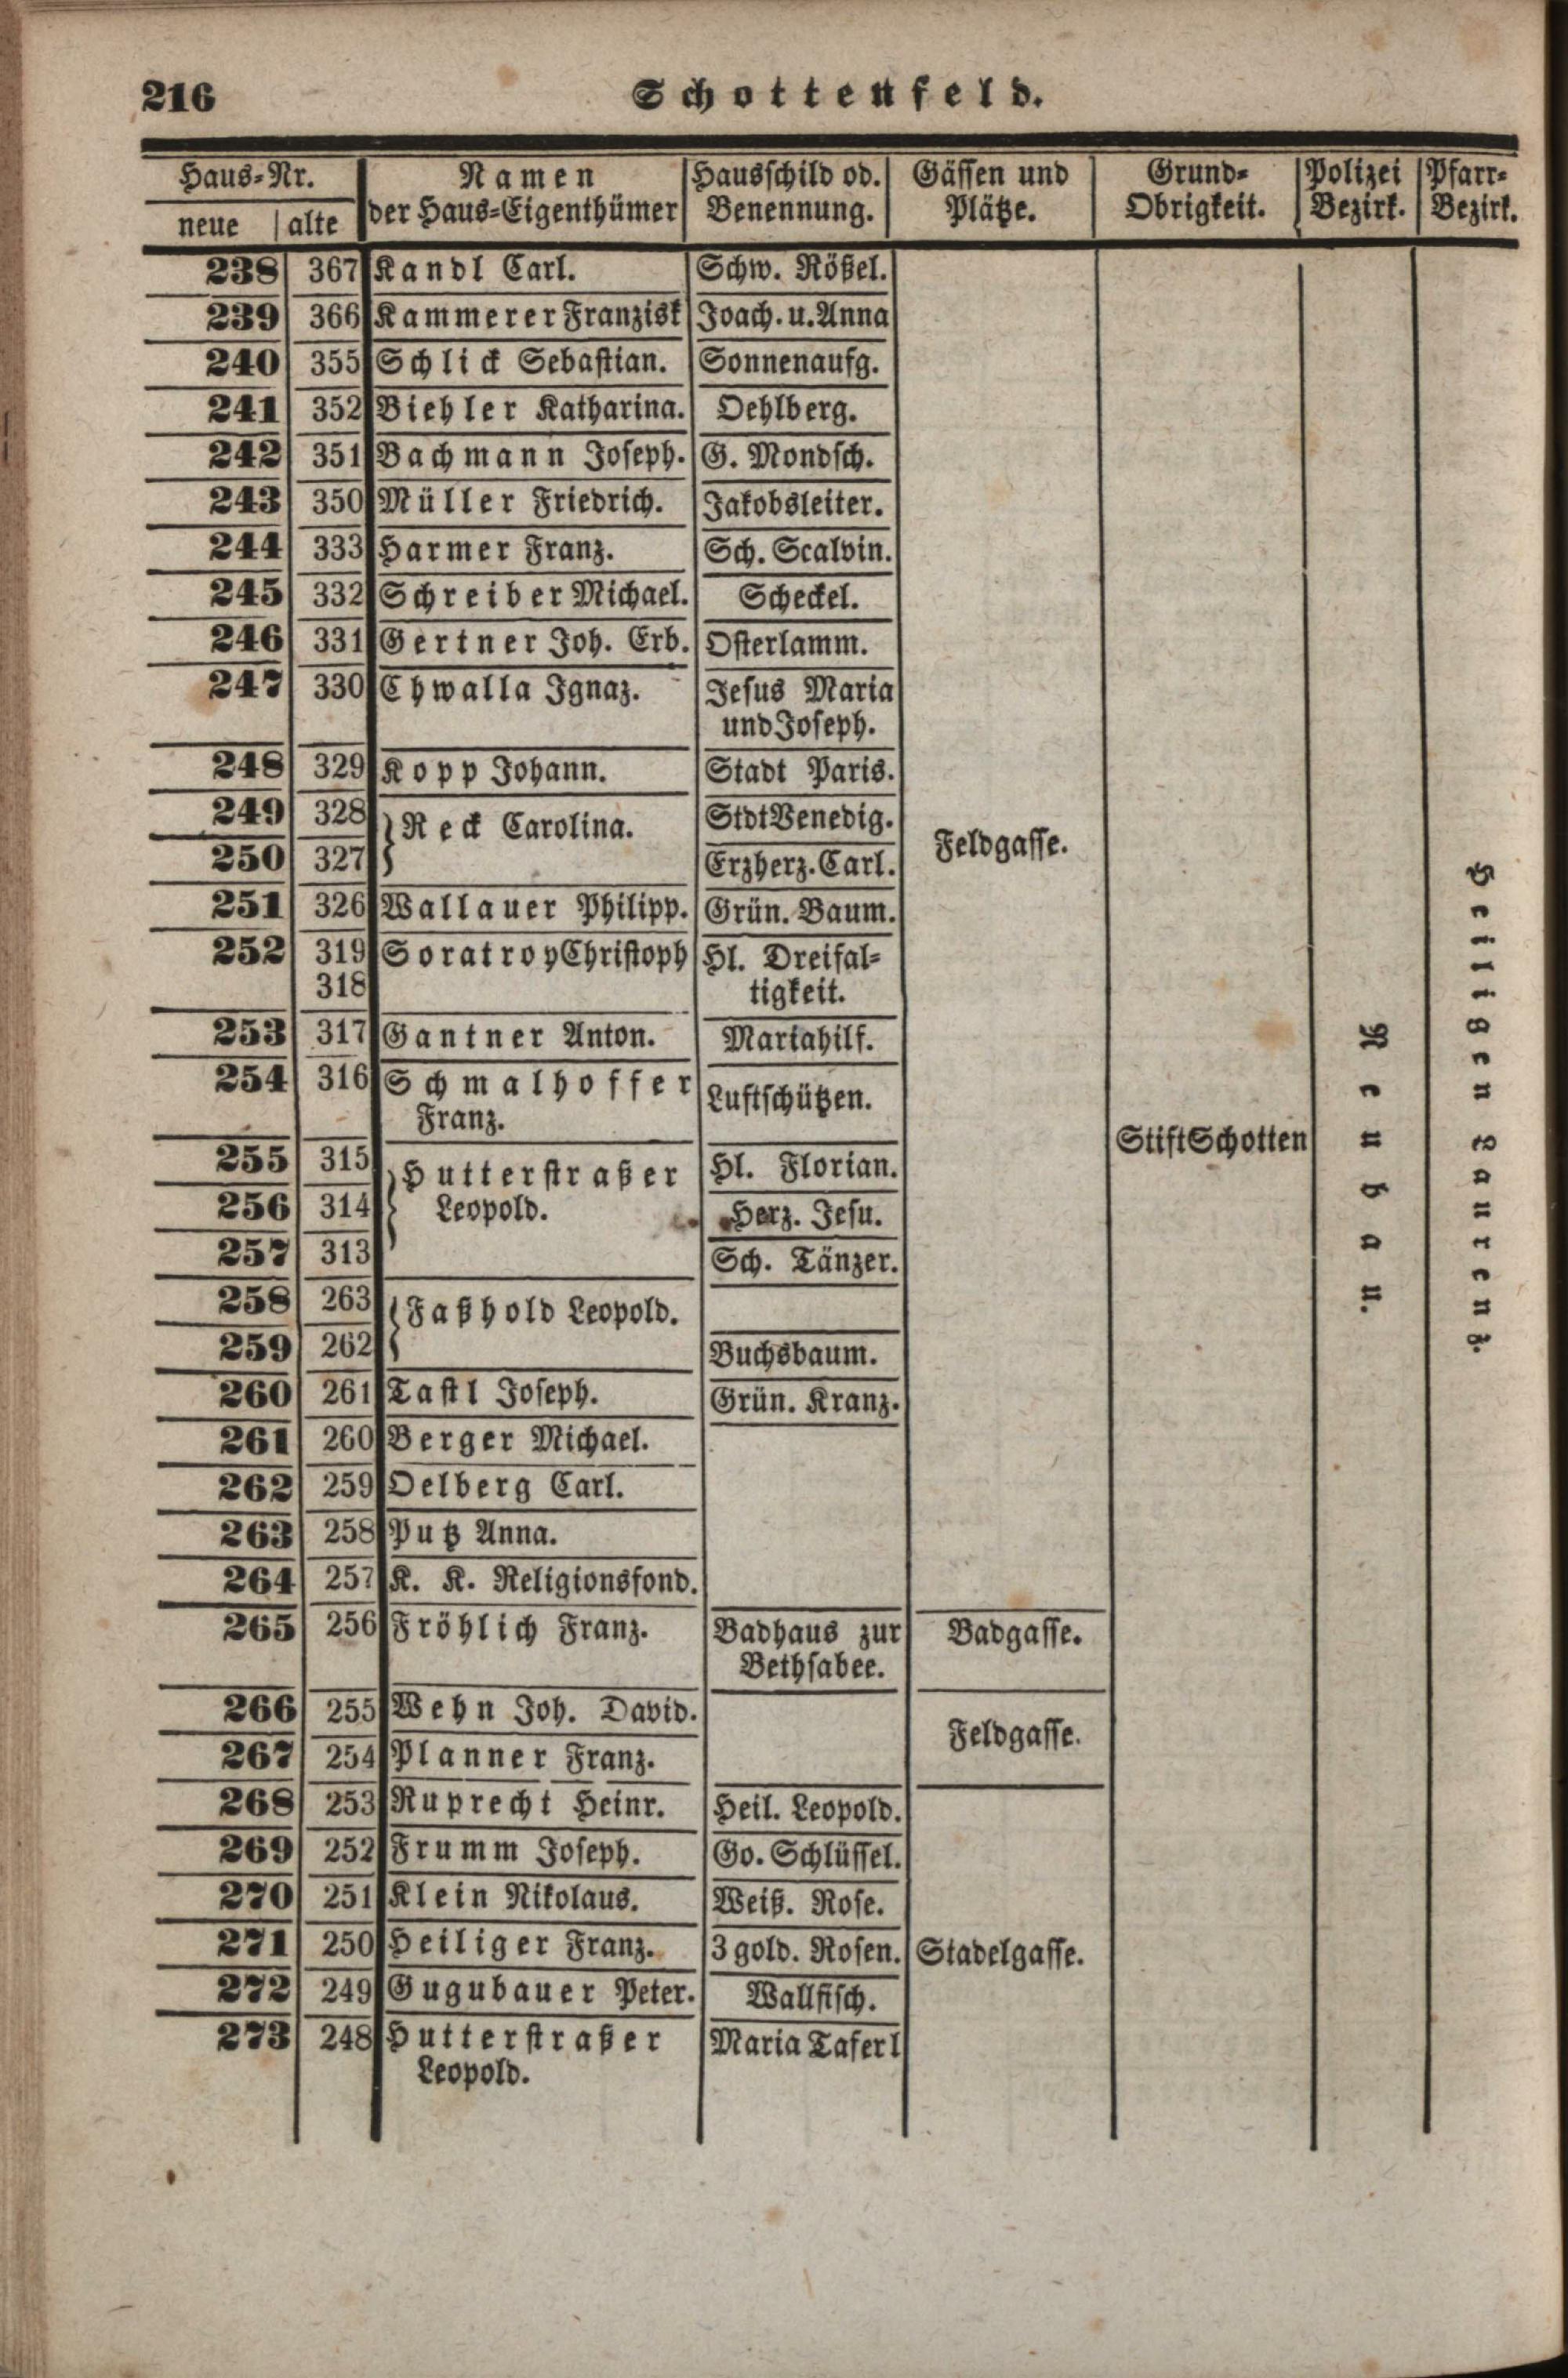 216
Schottenfeld.
Haus-Nr. | Namen | Hausschild od. | Gässen und | Grund- | Polizei | Pfarr-
neue | alte | der Haus-Eigenthümer | Benennung. | Plätze. | Obrigkeit. | Bezirk. | Bezirk.
238 367 Kandl Carl. Schw. Rößel.
239 366 Kammerer Franzisk Joach. u. Anna
240 355 Schlick Sebastian. Sonnenaufg.
241 352 Biehler Katharina. Oehlberg.
242 351 Bachmann Joseph. G. Mondsch.
243 350 Müller Friedrich. Jakobsleiter.
244 333 Harmer Franz. Sch. Scalvin.
245 332 Schreiber Michael. Scheckel.
246 331 Gertner Joh. Erb. Osterlamm.
247 330 Chwalla Ignaz. Jesus Maria
und Joseph.
248 329 Kopp Johann. Stadt Paris.
249 328 Reck Carolina. Stdt Venedig.
Feldgasse.
250 327 Erzherz. Carl.
251 326 Wallauer Philipp. Grün. Baum.
252 319 Soratroy Christoph Hl. Dreifal-
318 tigkeit.
253 317 Gantner Anton. Mariahilf.
254 316 Schmalhoffer Luftschützen.
Franz.
Stift Schotten
Neubau.
Heiligen Laurenz.
255 315 Hutterstraßer Hl. Florian.
256 314 Leopold. Herz. Jesu.
257 313 Sch. Tänzer.
258 263 Faßhold Leopold.
259 262 Buchsbaum.
260 261 Tastl Joseph. Grün. Kranz.
261 260 Berger Michael.
262 259 Oelberg Carl.
263 258 Putz Anna.
264 257 K. K. Religionsfond.
265 256 Fröhlich Franz. Badhaus zur Badgasse.
Bethsabee.
266 255 Wehn Joh. David.
Feldgasse.
267 254 Planner Franz.
268 253 Ruprecht Heinr. Heil. Leopold.
269 252 Frumm Joseph. Go. Schlüssel.
270 251 Klein Nikolaus. Weiß. Rose.
271 250 Heiliger Franz. 3 gold. Rosen. Stadelgasse.
272 249 Gugubauer Peter. Wallfisch.
273 248 Hutterstraßer Maria Taferl
Leopold.